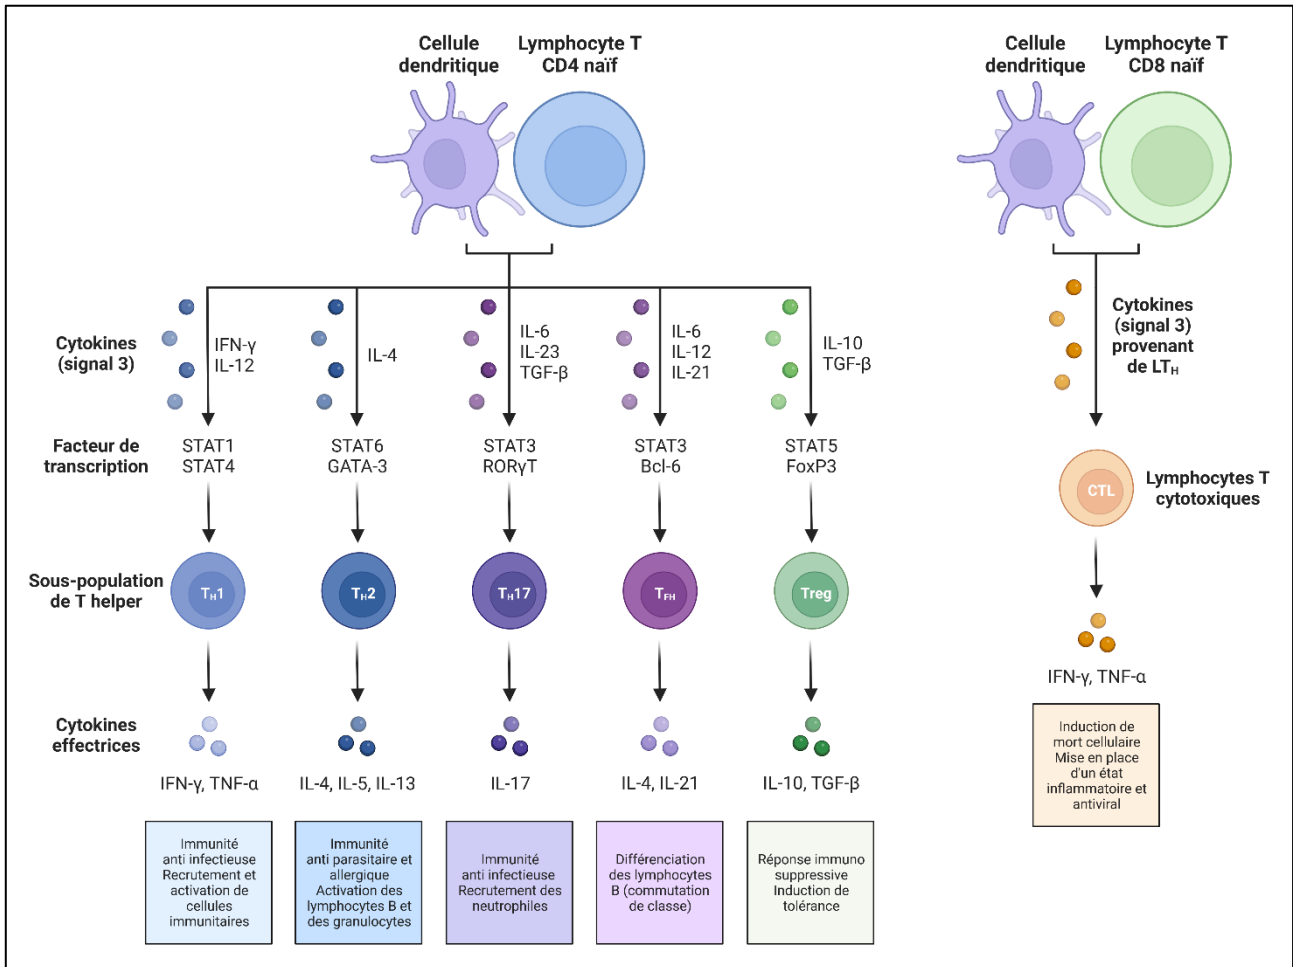 Cellule
dendritique
Lymphocyte T
CD4 naïf
Cellule
dendritique
Lymphocyte T
CD8 naïf
Cytokines
(signal 3)
IFN-γ
IL-12
IL-4
IL-6
IL-23
TGF-β
IL-6
IL-12
IL-21
IL-10
TGF-β
Cytokines
(signal 3)
provenant
de LTH
Facteur de
transcription
STAT1
STAT4
STAT6
GATA-3
STAT3
RORγT
STAT3
Bcl-6
STAT5
FoxP3
CTL
Lymphocytes T
cytotoxiques
Sous-population
de T helper
TH1
TH2
TH17
TFH
Treg
Cytokines
effectrices
IFN-γ, TNF-α
IL-4, IL-5, IL-13
IL-17
IL-4, IL-21
IL-10, TGF-β
IFN-γ, TNF-α
Induction de
mort cellulaire
Mise en place
d'un état
inflammatoire et
antiviral
Immunité
anti infectieuse
Recrutement et
activation de
cellules
immunitaires
Immunité
anti parasitaire et
allergique
Activation des
lymphocytes B et
des granulocytes
Immunité
anti infectieuse
Recrutement des
neutrophiles
Différenciation
des lymphocytes
B (commutation
de classe)
Réponse immuno
suppressive
Induction de
tolérance